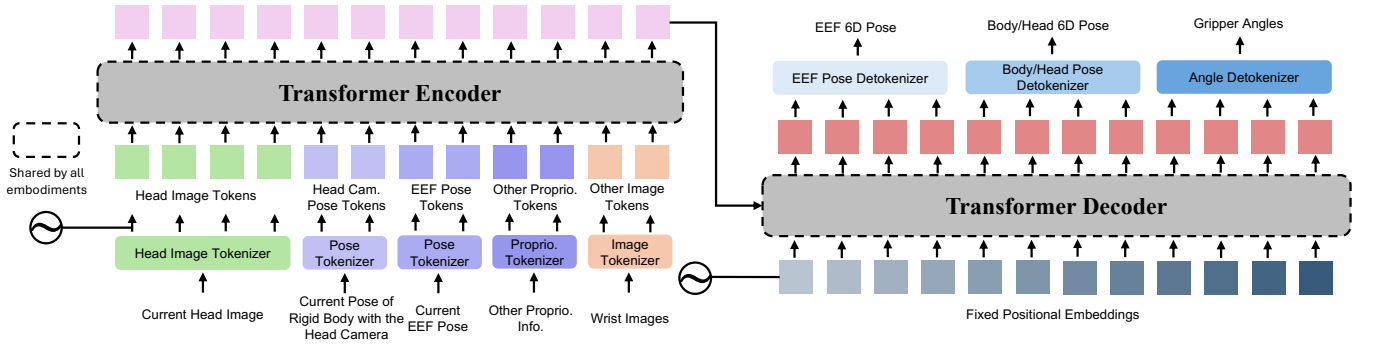 Transformer Encoder
Shared by all
embodiments
Head Image Tokens
Head Cam.
Pose Tokens
EEF Pose
Tokens
Other Proprio.
Tokens
Other Image
Tokens
Head Image Tokenizer
Pose
Tokenizer
Pose
Tokenizer
Proprio.
Tokenizer
Image
Tokenizer
Current Head Image
Current Pose of
Rigid Body with the
Head Camera
Current
EEF Pose
Other Proprio.
Info.
Wrist Images
EEF 6D Pose
Body/Head 6D Pose
Gripper Angles
EEF Pose Detokenizer
Body/Head Pose
Detokenizer
Angle Detokenizer
Transformer Decoder
Fixed Positional Embeddings